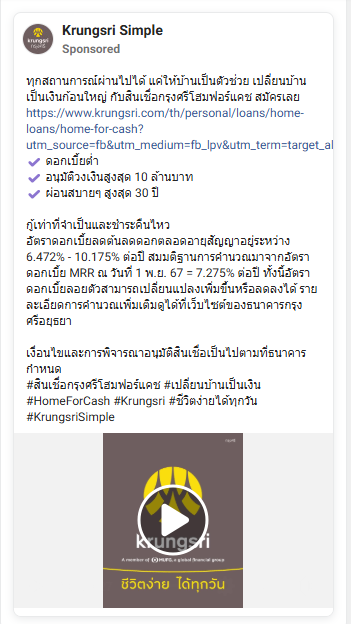 Krungsri Simple
Sponsored
krungsri
กรุงศรี
ทุกสถานการณ์ผ่านไปได้ แค่ให้บ้านเป็นตัวช่วย เปลี่ยนบ้าน
เป็นเงินก้อนใหญ่ กับสินเชื่อกรุงศรีโฮมฟอร์แคช สมัครเลย
https://www.krungsri.com/th/personal/loans/home-
loans/home-for-cash?
utm_source=fb&utm_medium=fb_lpv&utm_term=target_al
✔ ดอกเบี้ยต่ำ
✔ อนุมัติวงเงินสูงสุด 10 ล้านบาท
✔ ผ่อนสบายๆ สูงสุด 30 ปี
กู้เท่าที่จำเป็นและชำระคืนไหว
อัตราดอกเบี้ยลดต้นลดดอกตลอดอายุสัญญาอยู่ระหว่าง
6.472% - 10.175% ต่อปี สมมติฐานการคำนวณมาจากอัตรา
ดอกเบี้ย MRR ณ วันที่ 1 พ.ย. 67 = 7.275% ต่อปี ทั้งนี้อัตรา
ดอกเบี้ยลอยตัวสามารถเปลี่ยนแปลงเพิ่มขึ้นหรือลดลงได้ ราย
ละเอียดการคำนวณเพิ่มเติมดูได้ที่เว็บไซต์ของธนาคารกรุง
ศรีอยุธยา
เงื่อนไขและการพิจารณาอนุมัติสินเชื่อเป็นไปตามที่ธนาคาร
กำหนด
#สินเชื่อกรุงศรีโฮมฟอร์แคช #เปลี่ยนบ้านเป็นเงิน
#HomeForCash #Krungsri #ชีวิตง่ายได้ทุกวัน
#KrungsriSimple
กรุงศรี
krungsri
A member of MUFG, a global financial group
ชีวิตง่าย ได้ทุกวัน